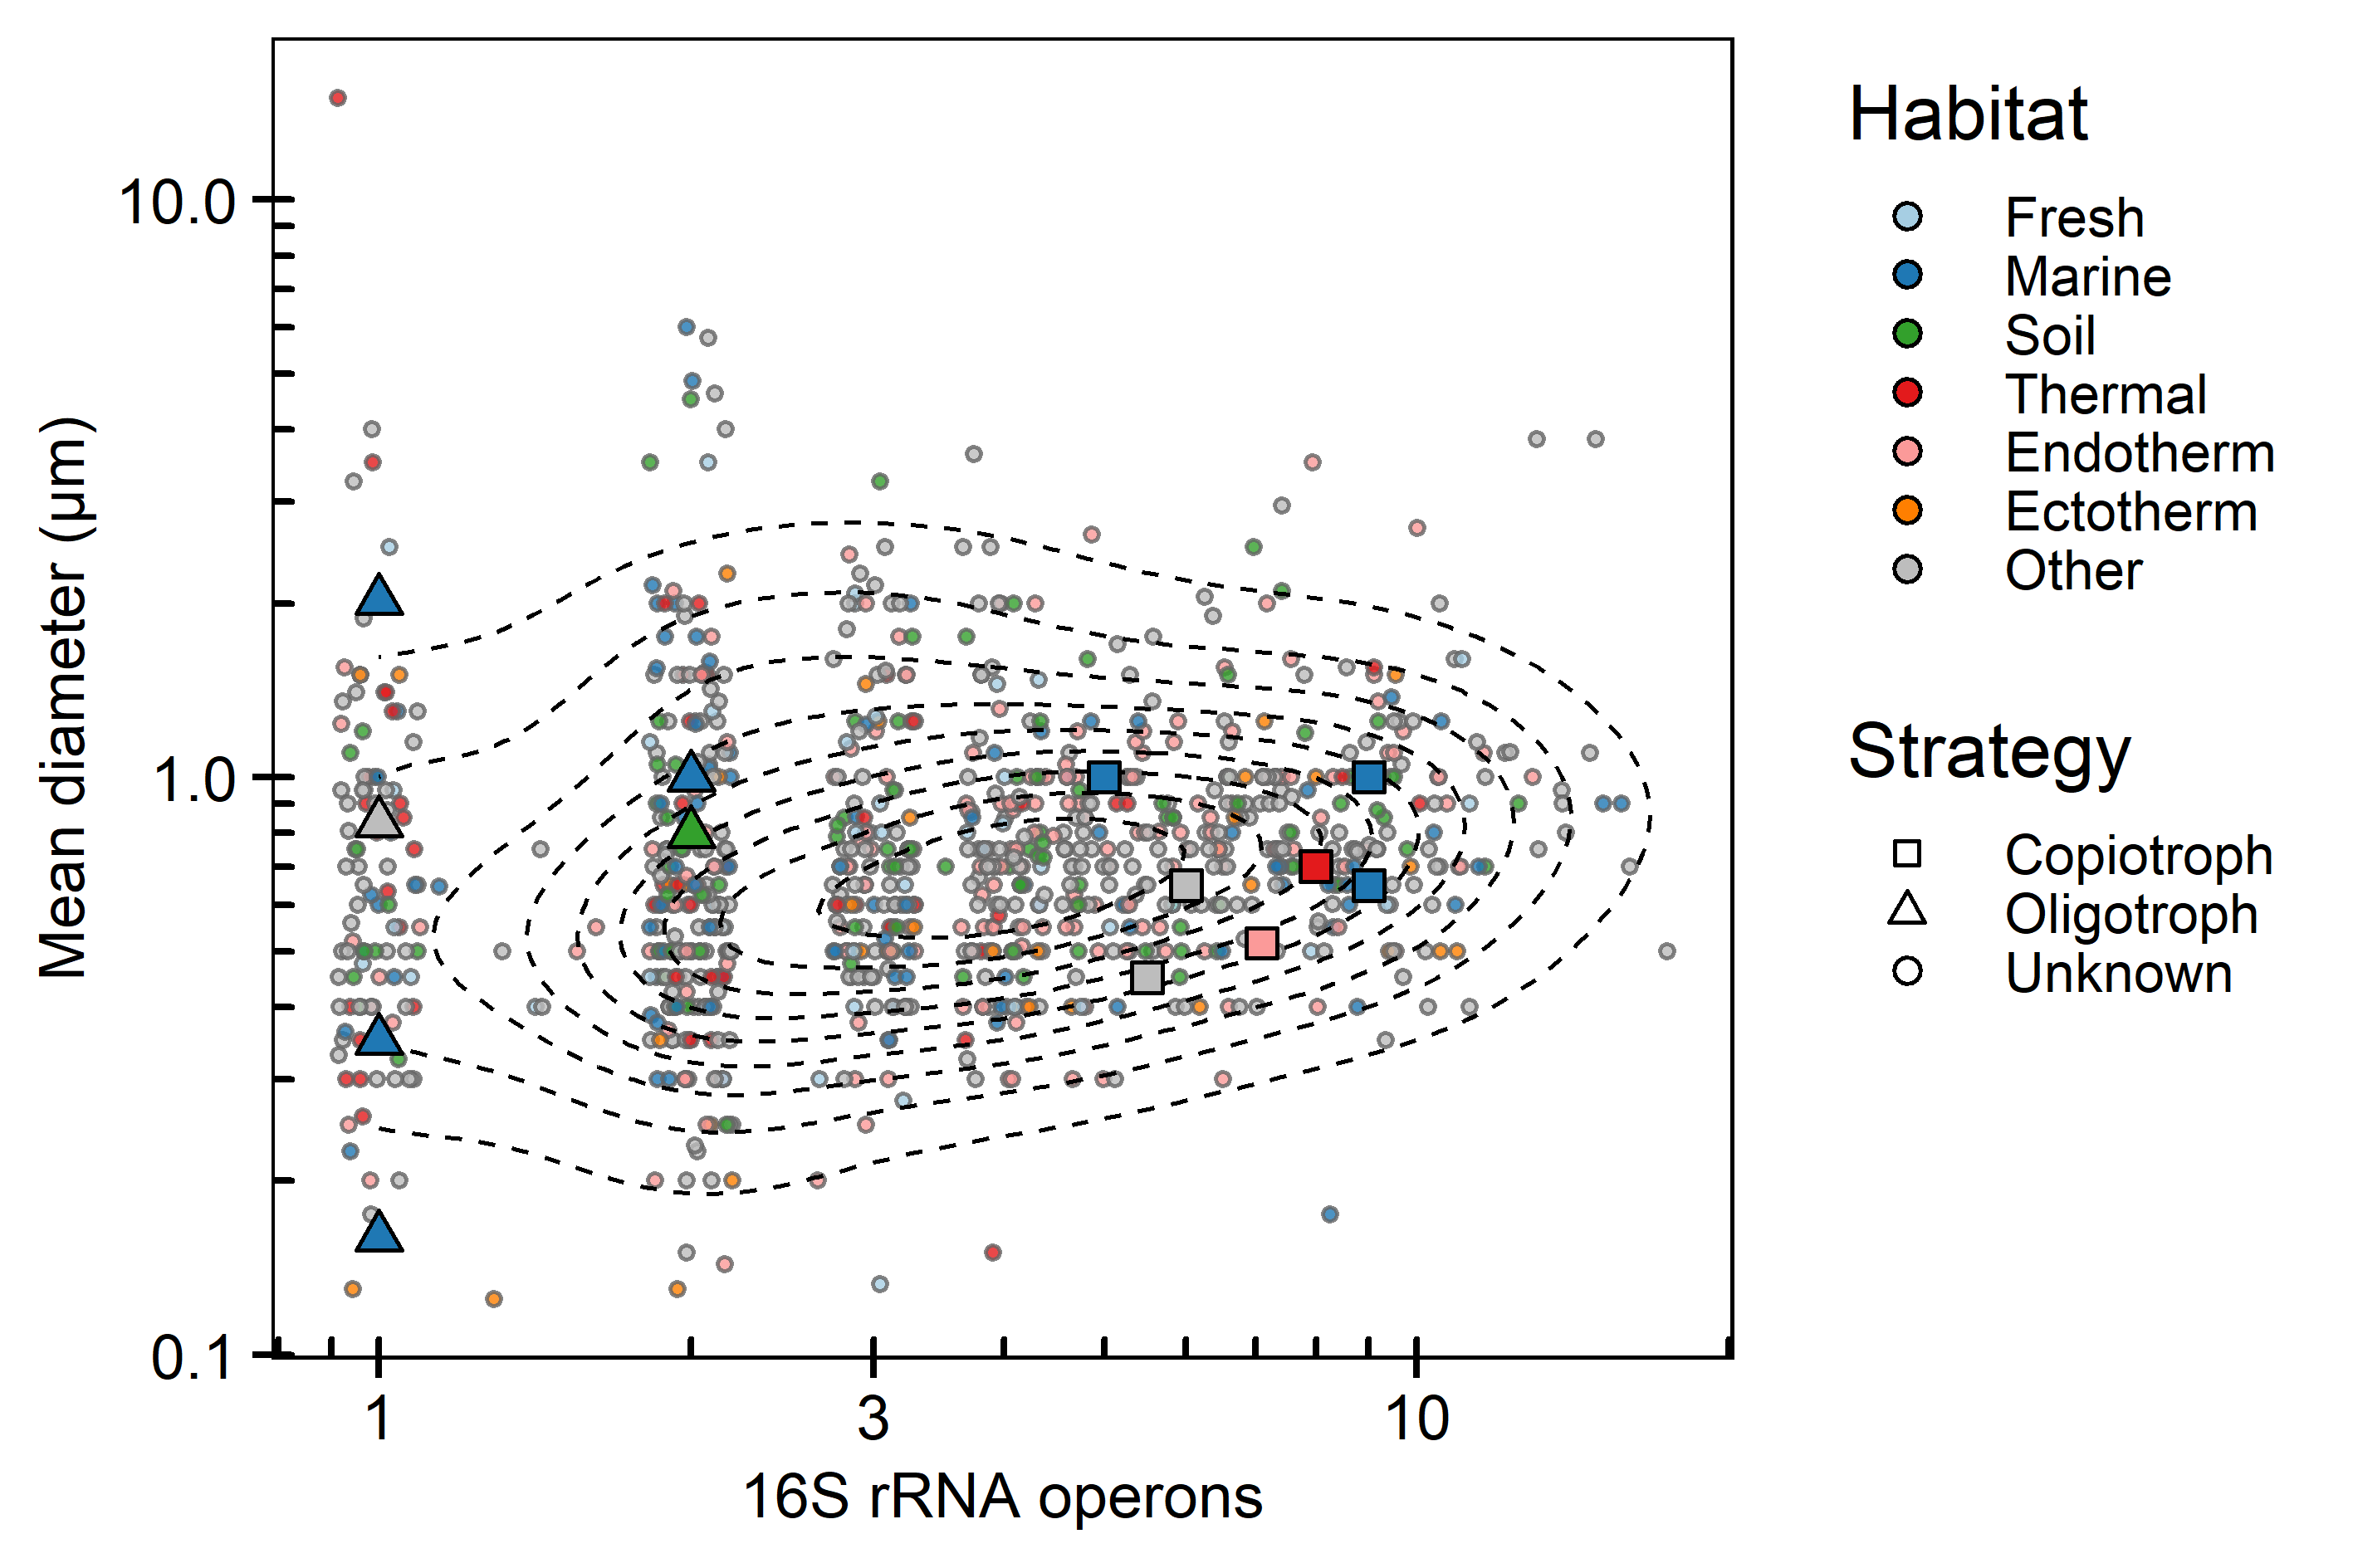 10.0
1.0
0.1
Mean diameter (µm)
1
3
10
16S rRNA operons
Habitat
Fresh
Marine
Soil
Thermal
Endotherm
Ectotherm
Other
Strategy
Copiotroph
Oligotroph
Unknown